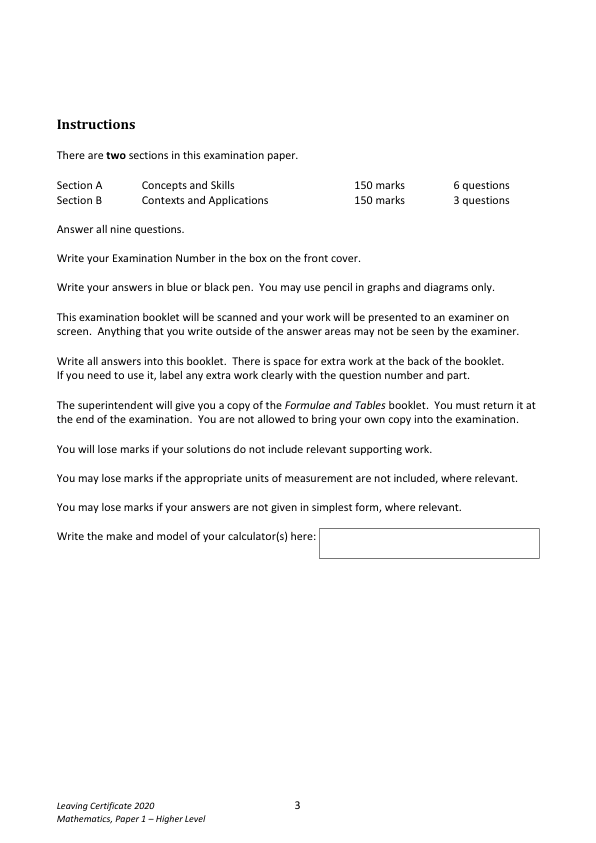 Instructions
There are two sections in this examination paper.
Section A Concepts and Skills 150 marks 6 questions
Section B Contexts and Applications 150 marks 3 questions
Answer all nine questions.
Write your Examination Number in the box on the front cover.
Write your answers in blue or black pen.  You may use pencil in graphs and diagrams only.
This examination booklet will be scanned and your work will be presented to an examiner on
screen.  Anything that you write outside of the answer areas may not be seen by the examiner.
Write all answers into this booklet.  There is space for extra work at the back of the booklet.
If you need to use it, label any extra work clearly with the question number and part.
The superintendent will give you a copy of the Formulae and Tables booklet.  You must return it at
the end of the examination.  You are not allowed to bring your own copy into the examination.
You will lose marks if your solutions do not include relevant supporting work.
You may lose marks if the appropriate units of measurement are not included, where relevant.
You may lose marks if your answers are not given in simplest form, where relevant.
Write the make and model of your calculator(s) here:
Leaving Certificate 2020 3
Mathematics, Paper 1 – Higher Level